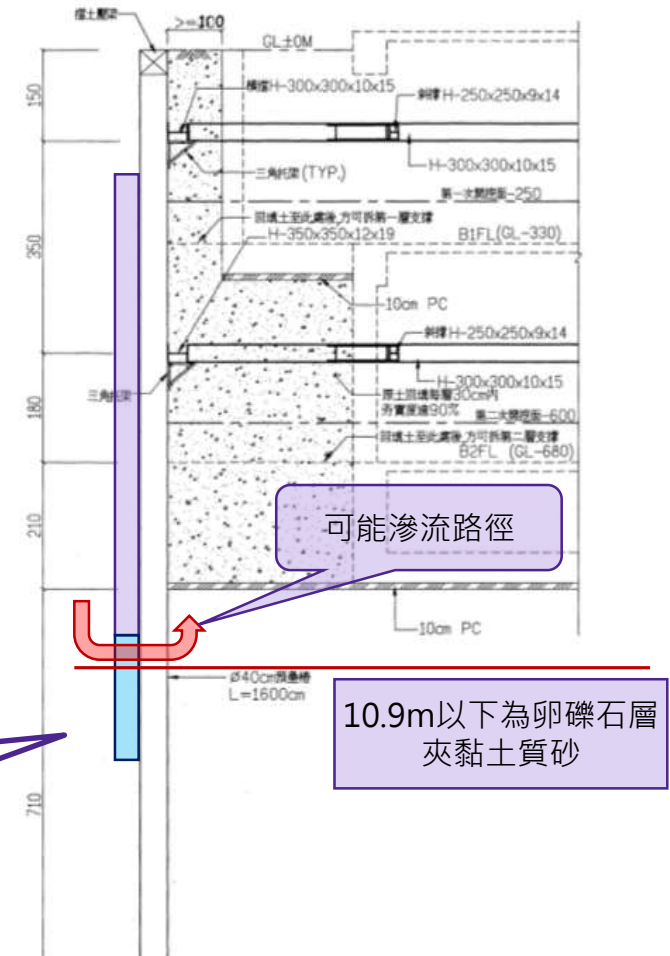 擋土壓梁
>=100
GL±0M
150
橫擋H-300x300x10x15
斜撐H-250x250x9x14
三角托架(TYP.)
H-300x300x10x15
第一次開挖面-250
回填土至此處後,方可拆第一層支撐
350
H-350x350x12x19
B1FL(GL-330)
10cm PC
斜撐H-250x250x9x14
三角托架
H-300x300x10x15
原土回填每層30cm內
夯實度達90%
第二次開挖面-600
180
回填土至此處後,方可拆第二層支撐
B2FL (GL-680)
210
可能滲流路徑
10cm PC
Ø40cm預壘樁
L=1600cm
10.9m以下為卵礫石層
夾黏土質砂
710